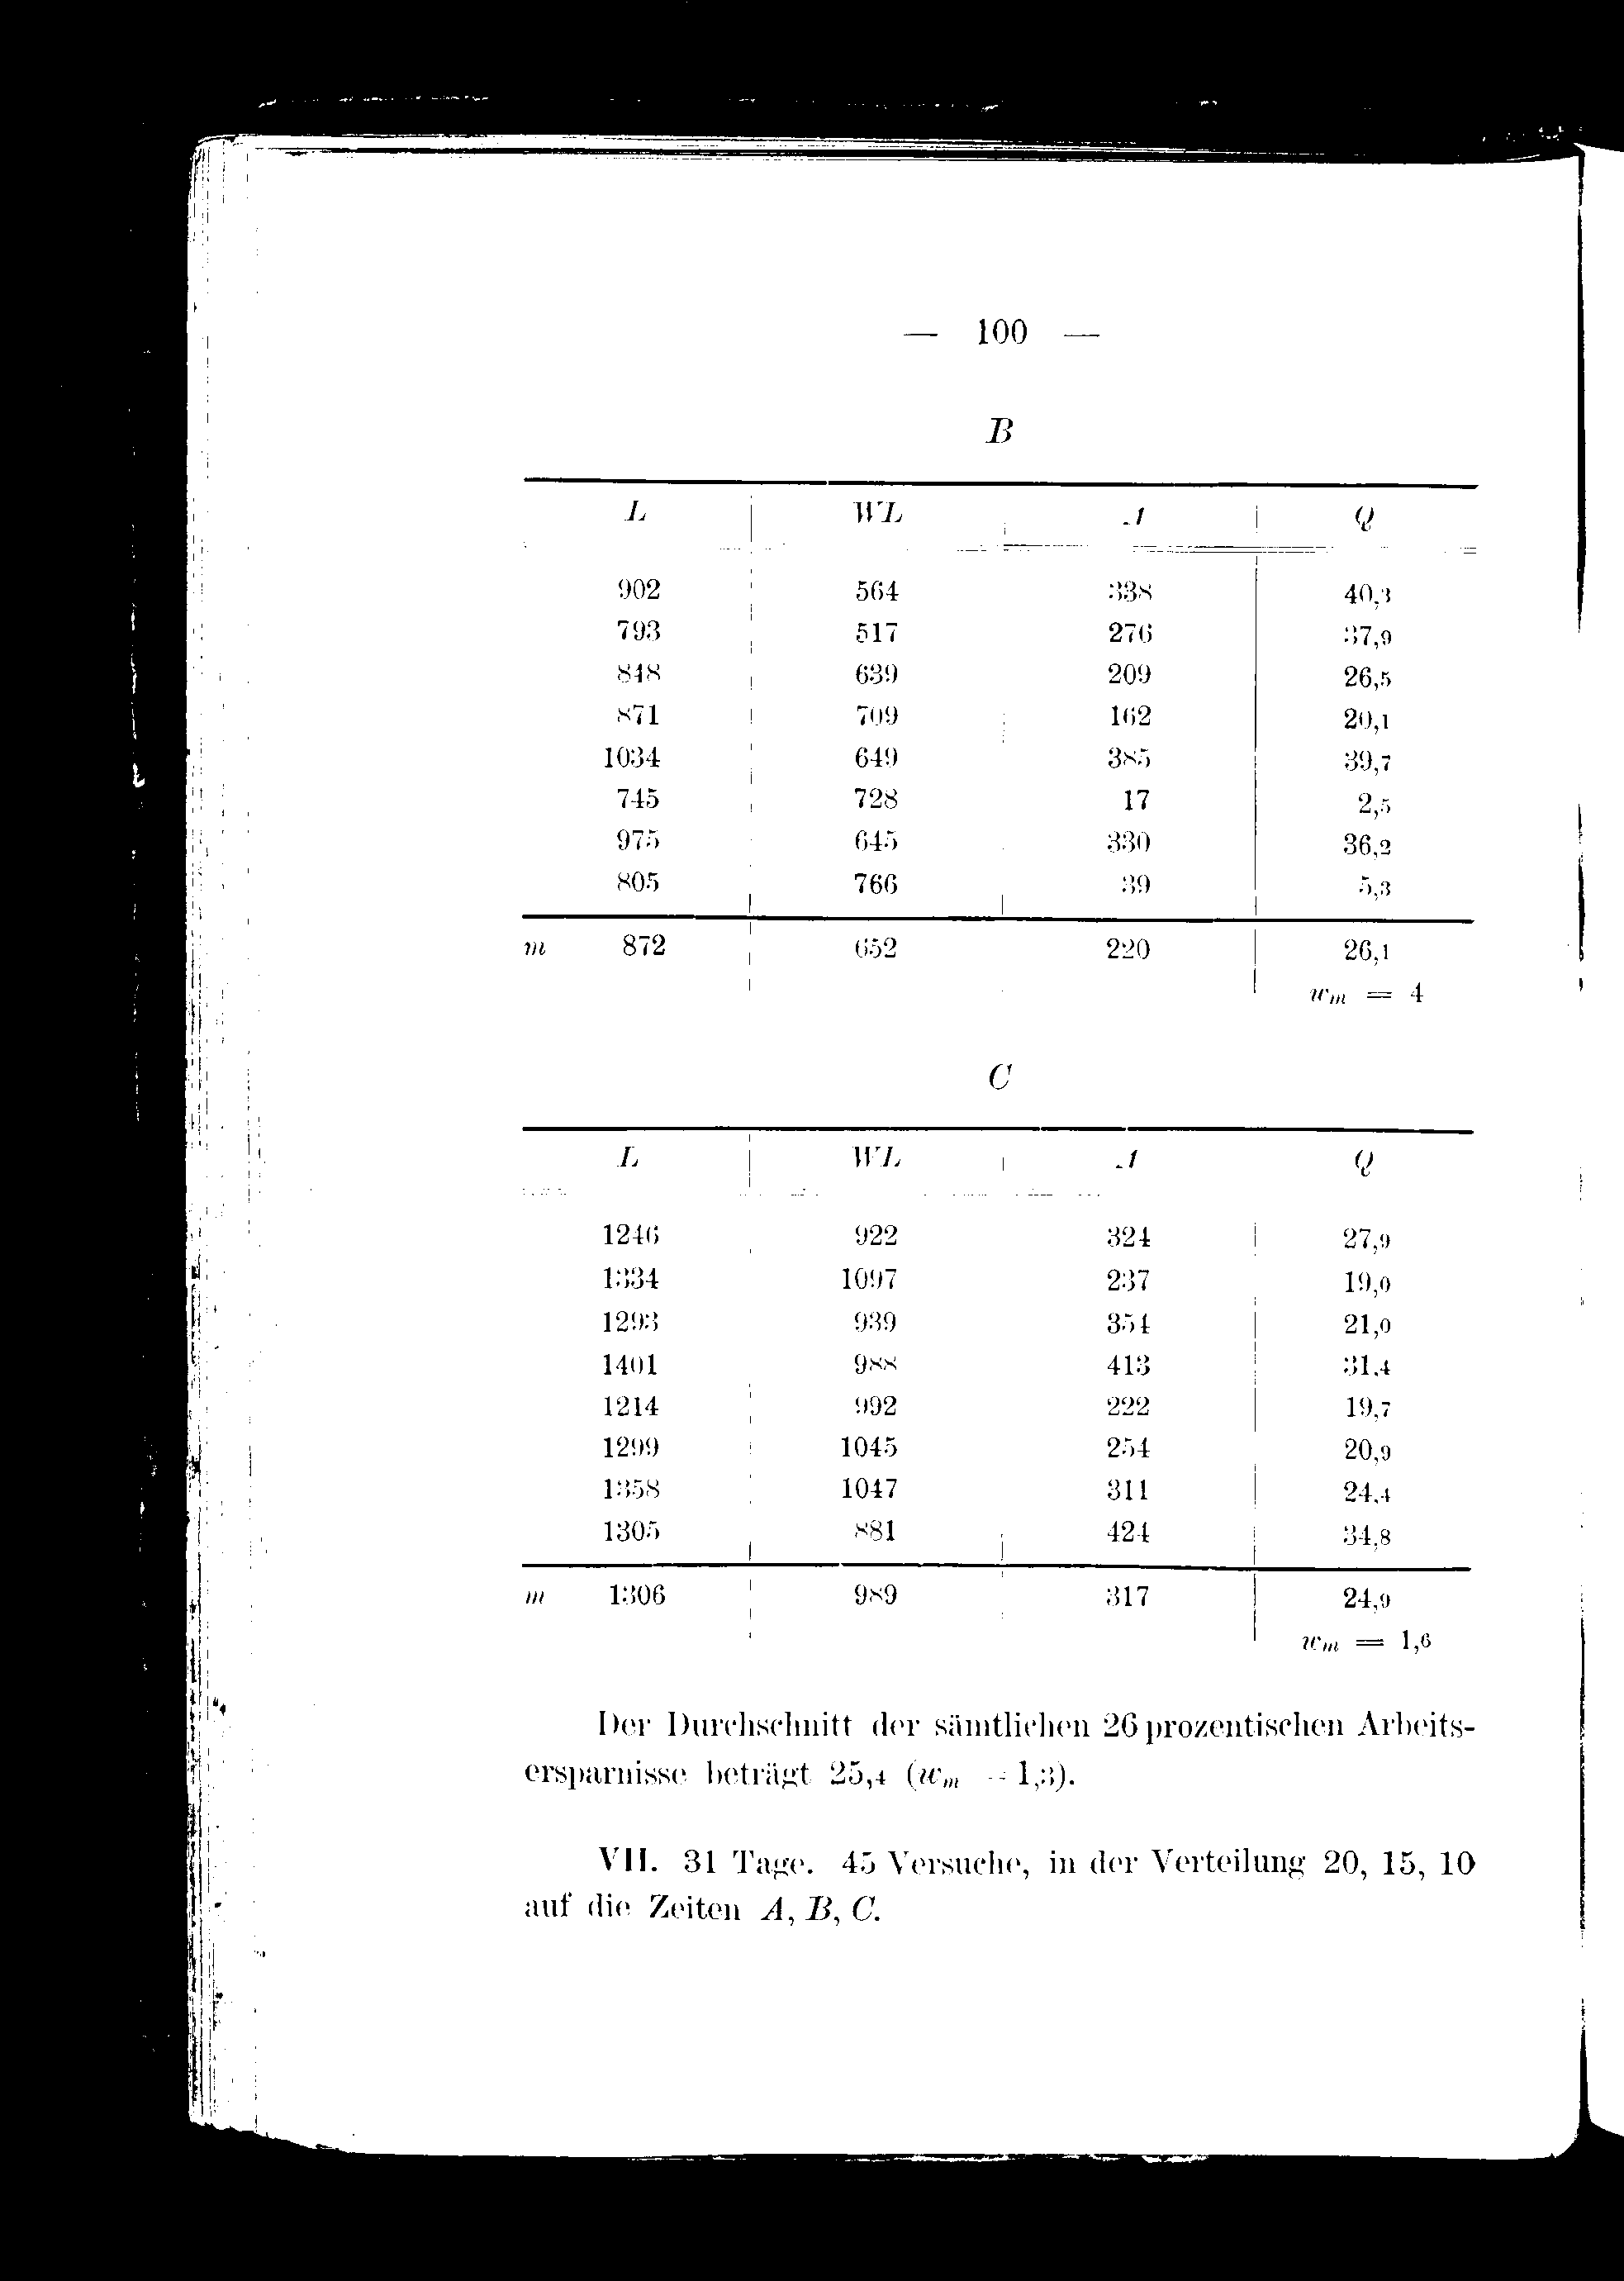 — 100 —
B
L WL Δ Q
902 564 338 40,3
793 517 276 37,9
848 639 209 26,5
871 709 162 20,1
1034 649 385 39,7
745 728 17 2,5
975 645 330 36,2
805 766 39 5,3
m 872 652 220 26,1
wm = 4
C
L WL Δ Q
1246 922 324 27,9
1334 1097 237 19,0
1293 939 354 21,0
1401 988 413 31,4
1214 992 222 19,7
1299 1045 254 20,9
1358 1047 311 24,4
1305 881 424 34,8
m 1306 989 317 24,9
wm = 1,6
Der Durchschnitt der sämtlichen 26 prozentischen Arbeits-
ersparnisse beträgt 25,4 (wm = 1,3).
VII. 31 Tage. 45 Versuche, in der Verteilung 20, 15, 10
auf die Zeiten A, B, C.